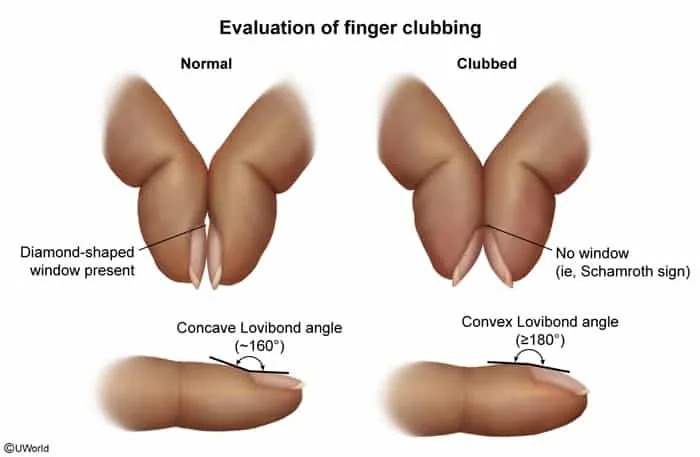 Evaluation of finger clubbing
Normal
Clubbed
Diamond-shaped
window present
No window
(ie, Schamroth sign)
Concave Lovibond angle
(~160°)
Convex Lovibond angle
(≥180°)
©UWorld